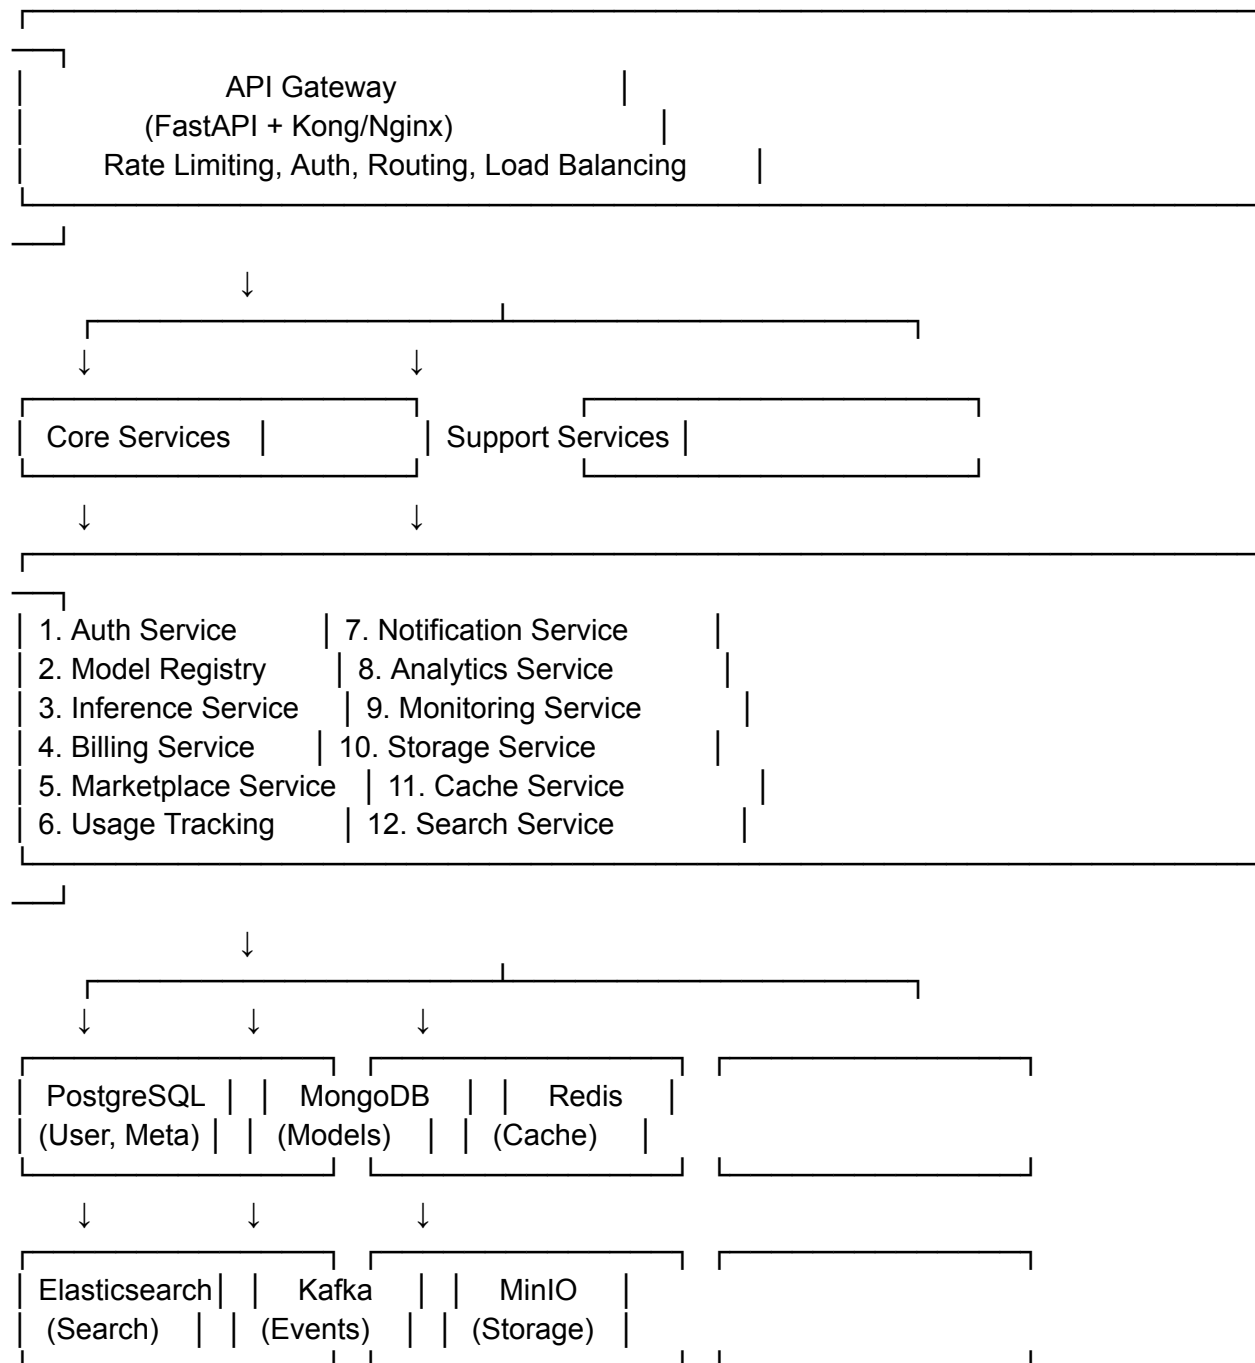 API Gateway
(FastAPI + Kong/Nginx)
Rate Limiting, Auth, Routing, Load Balancing
Core Services Support Services
1. Auth Service 7. Notification Service
2. Model Registry 8. Analytics Service
3. Inference Service 9. Monitoring Service
4. Billing Service 10. Storage Service
5. Marketplace Service 11. Cache Service
6. Usage Tracking 12. Search Service
PostgreSQL MongoDB Redis
(User, Meta) (Models) (Cache)
Elasticsearch Kafka MinIO
(Search) (Events) (Storage)